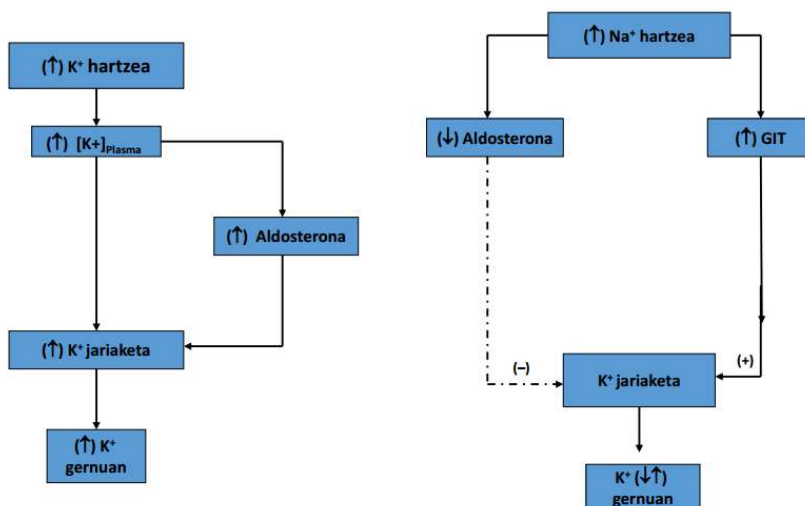 (↑) K⁺ hartzea
(↑) [K+]Plasma
(↑) Aldosterona
(↑) K⁺ jariaketa
(↑) K⁺
gernuan
(↑) Na⁺ hartzea
(↓) Aldosterona
(↑) GIT
(−)
(+)
K⁺ jariaketa
K⁺ (↓↑)
gernuan